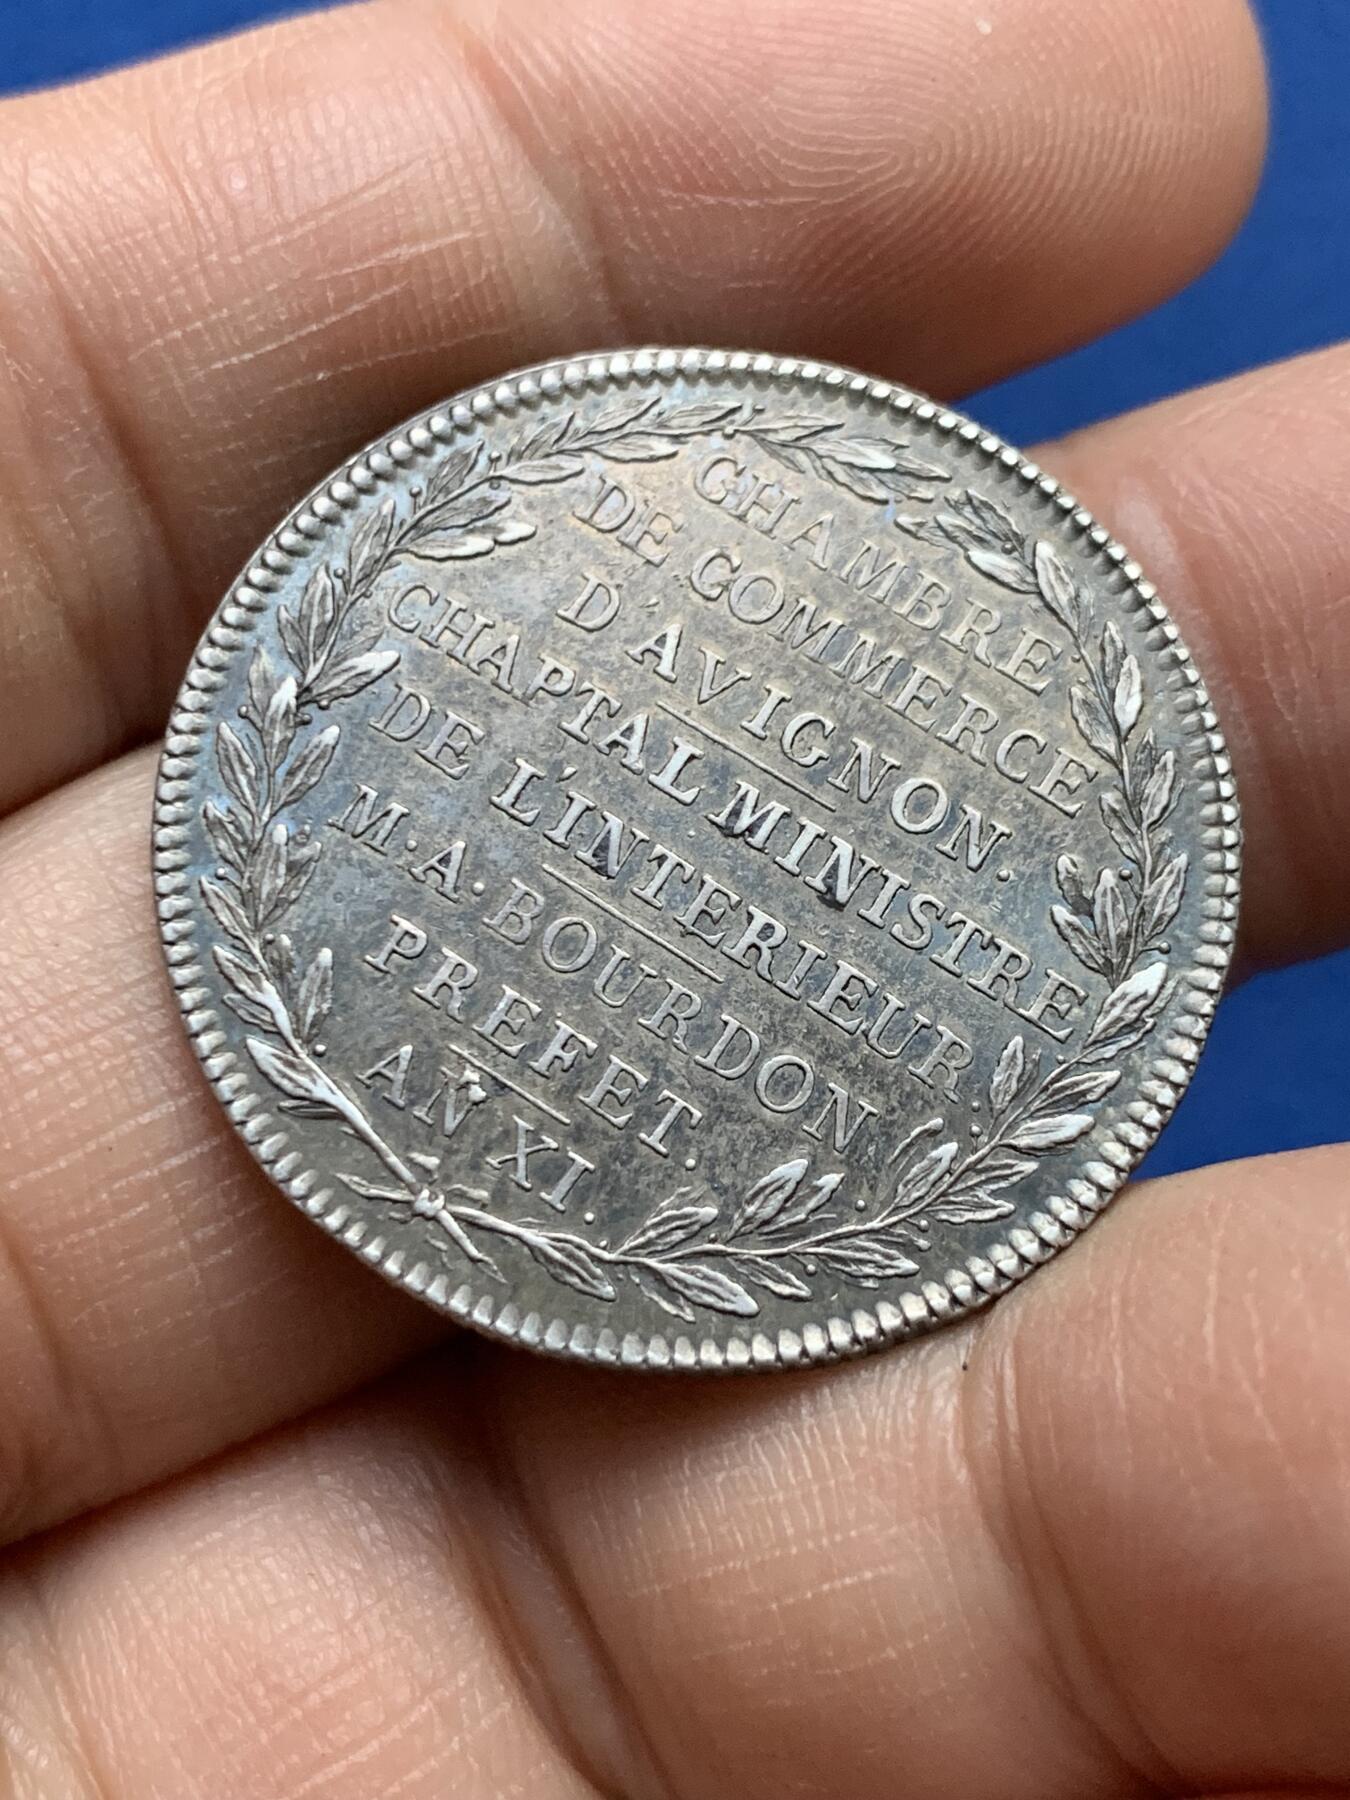 CHAMBRE
DE COMMERCE
D'AVIGNON.
CHAPTAL MINISTRE
DE L'INTERIEUR
M.A.BOURDON
PREFET.
AN XI.